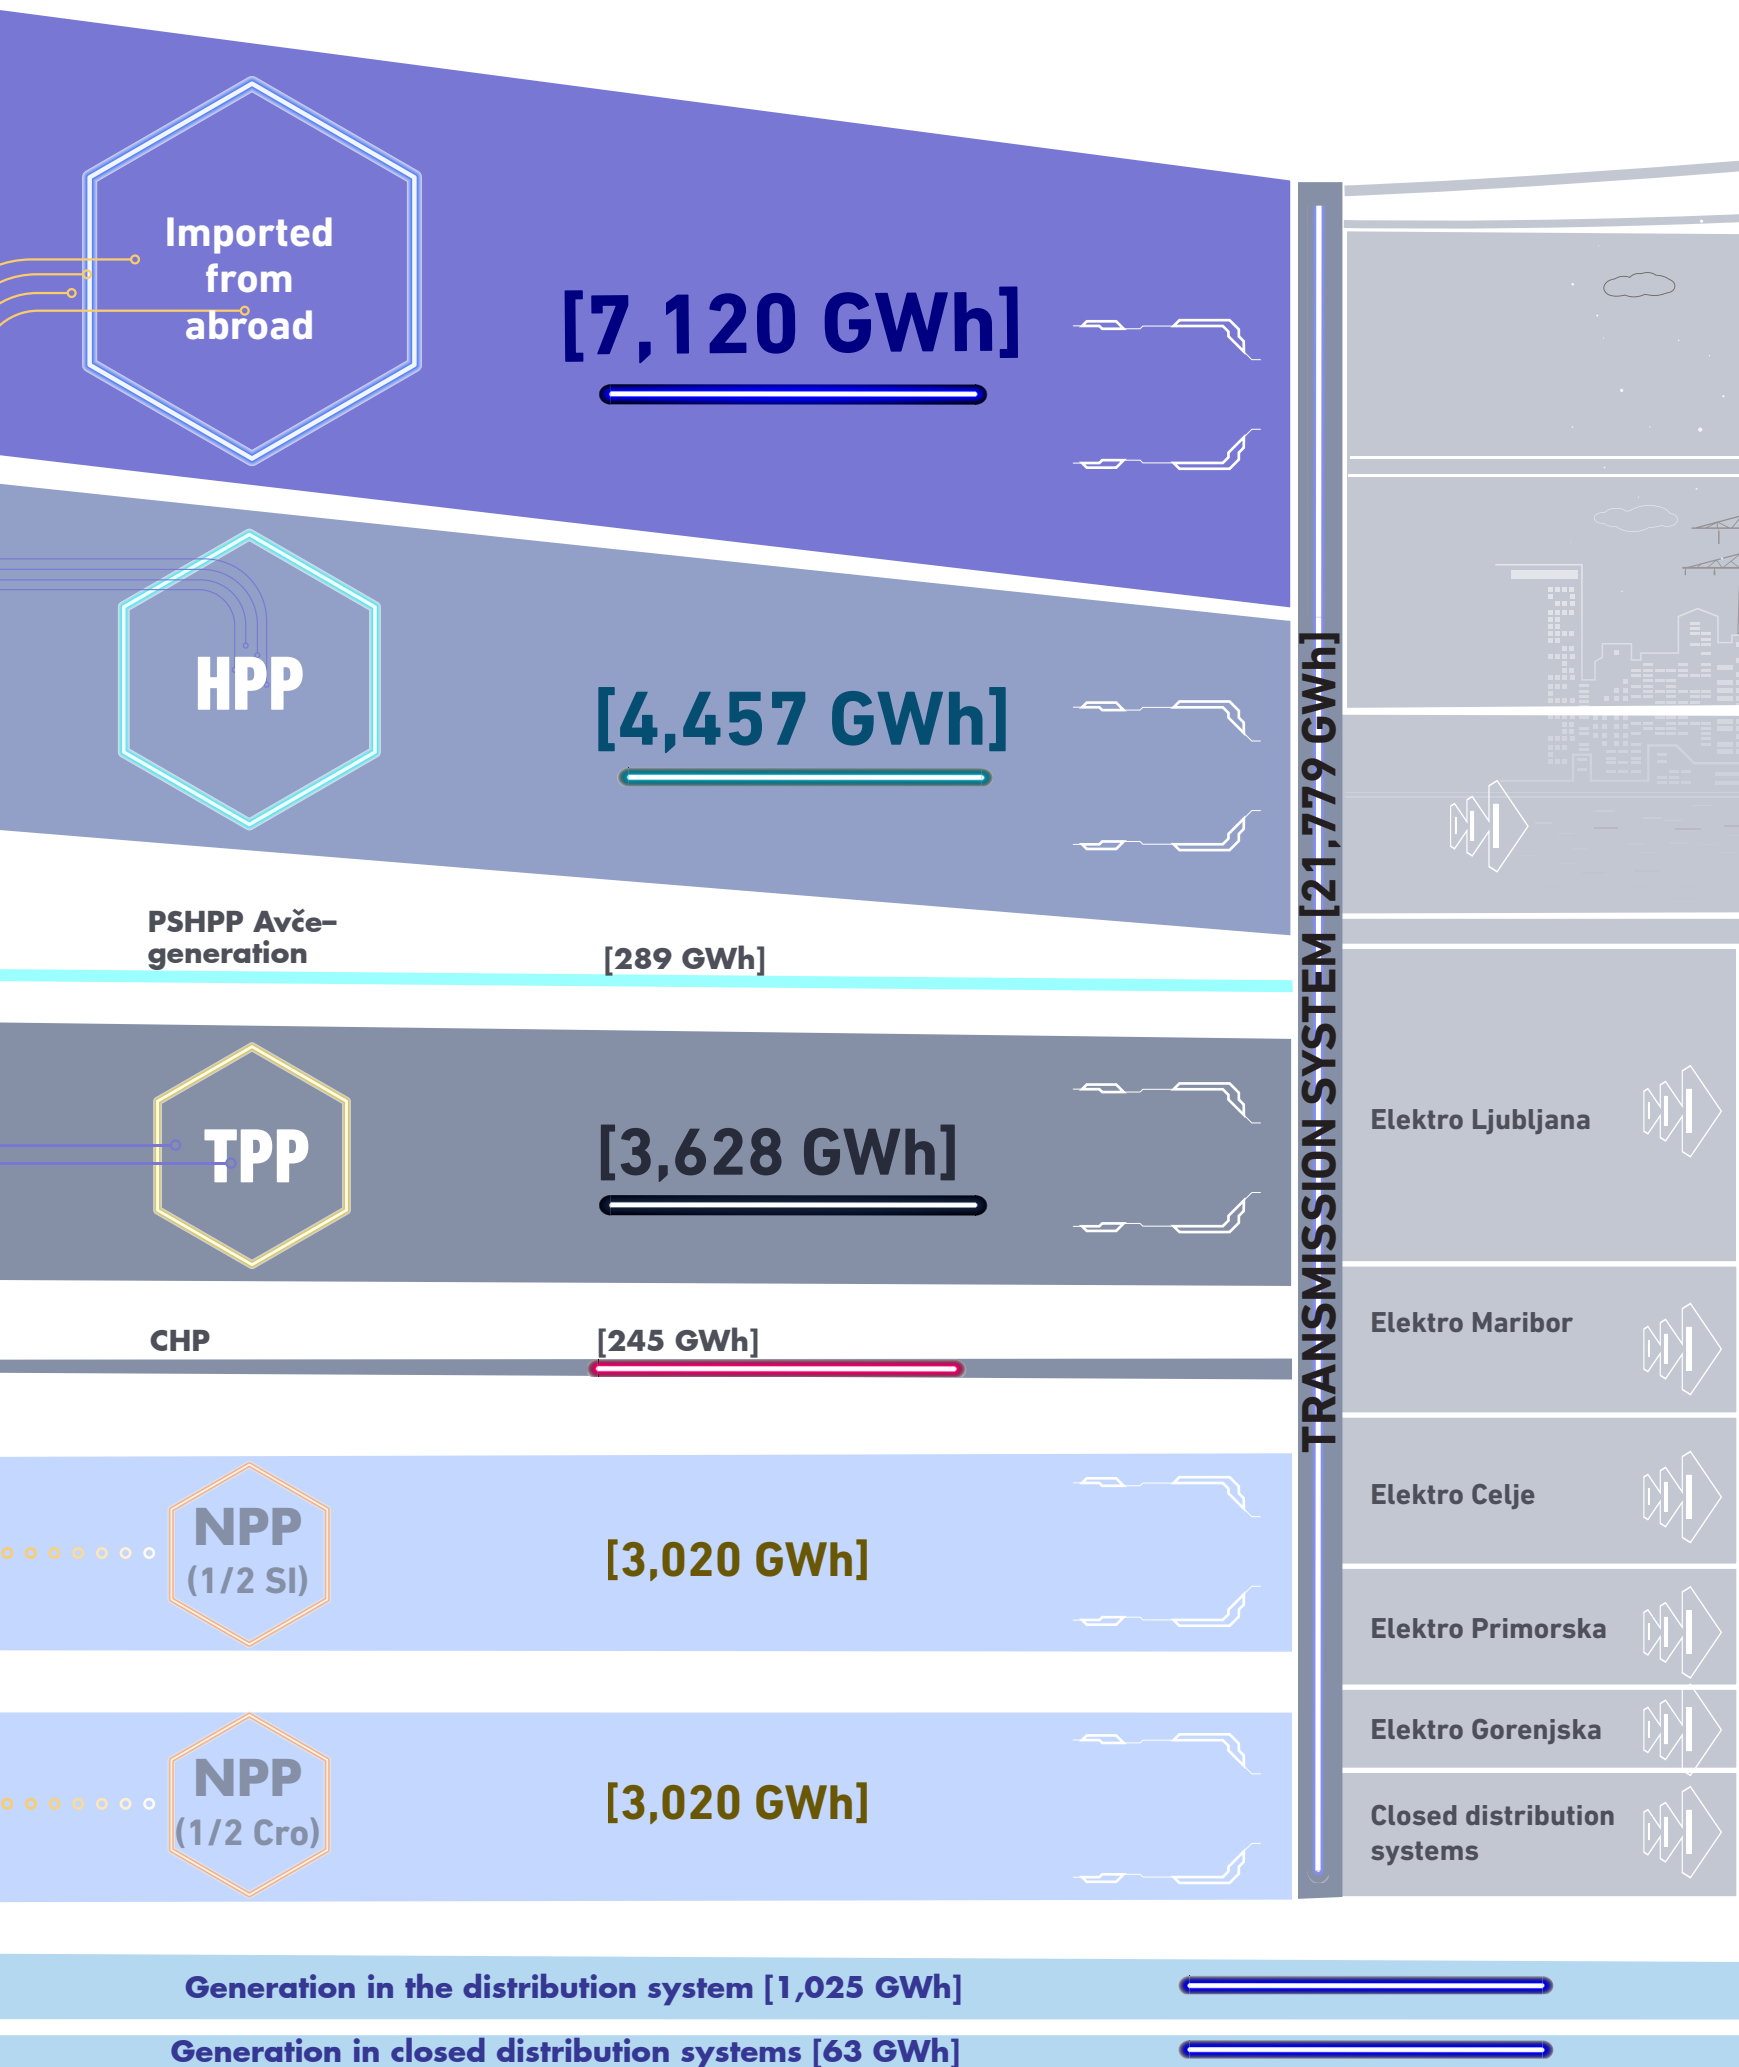 Imported
from
abroad
[7,120 GWh]
HPP
[4,457 GWh]
PSHPP Avče–
generation
[289 GWh]
TPP
[3,628 GWh]
CHP
[245 GWh]
NPP
(1/2 SI)
[3,020 GWh]
NPP
(1/2 Cro)
[3,020 GWh]
TRANSMISSION SYSTEM [21,779 GWh]
Elektro Ljubljana
Elektro Maribor
Elektro Celje
Elektro Primorska
Elektro Gorenjska
Closed distribution
systems
Generation in the distribution system [1,025 GWh]
Generation in closed distribution systems [63 GWh]